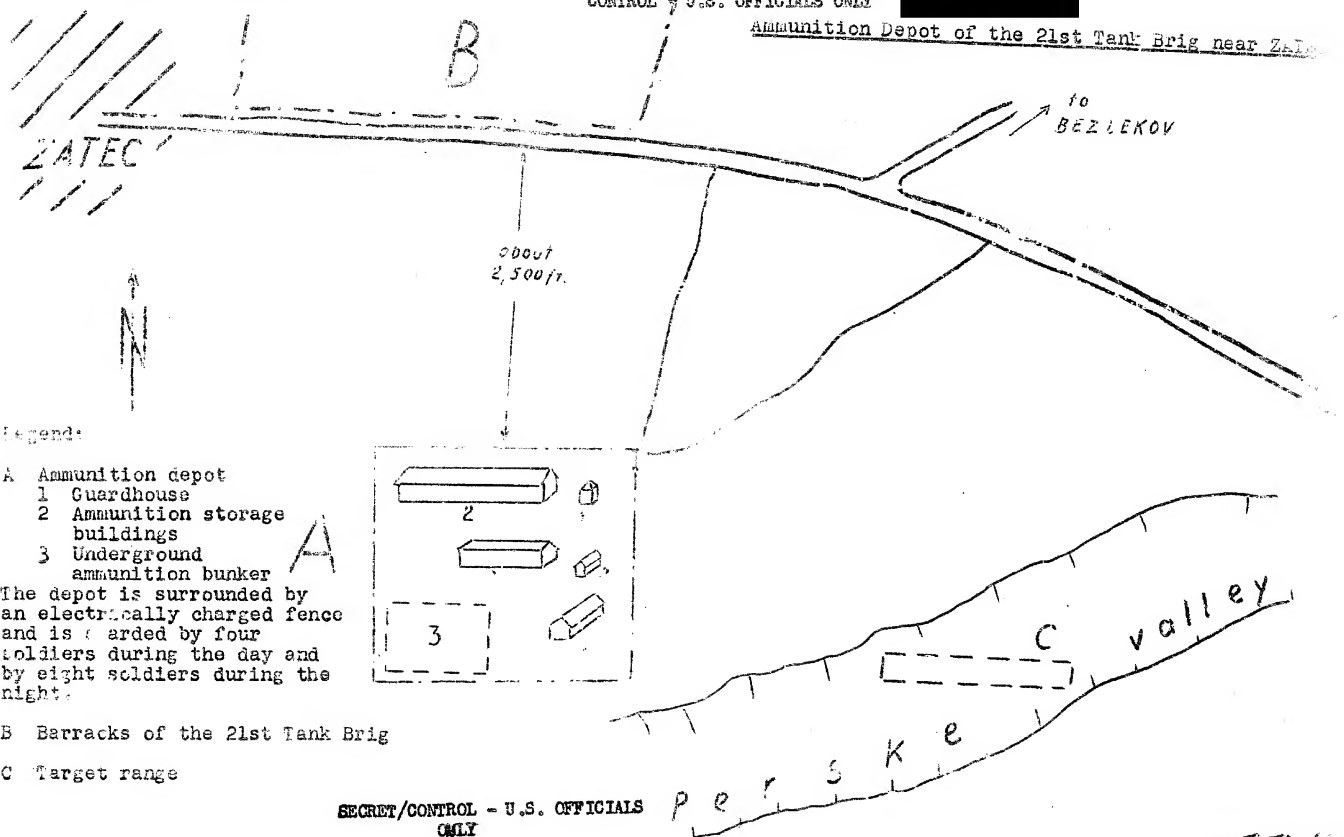 CONTROL - U.S. OFFICIALS ONLY
Ammunition Depot of the 21st Tank Brig near
B
ZATEC
to
BEZLEKOV
about
2,500 ft.
N
Legend:
A Ammunition depot
1 Guardhouse
2 Ammunition storage
buildings
3 Underground
ammunition bunker
The depot is surrounded by
an electrically charged fence
and is guarded by four
soldiers during the day and
by eight soldiers during the
night.
B Barracks of the 21st Tank Brig
C Target range
A
2
1
3
C
Perske valley
SECRET/CONTROL - U.S. OFFICIALS
ONLY